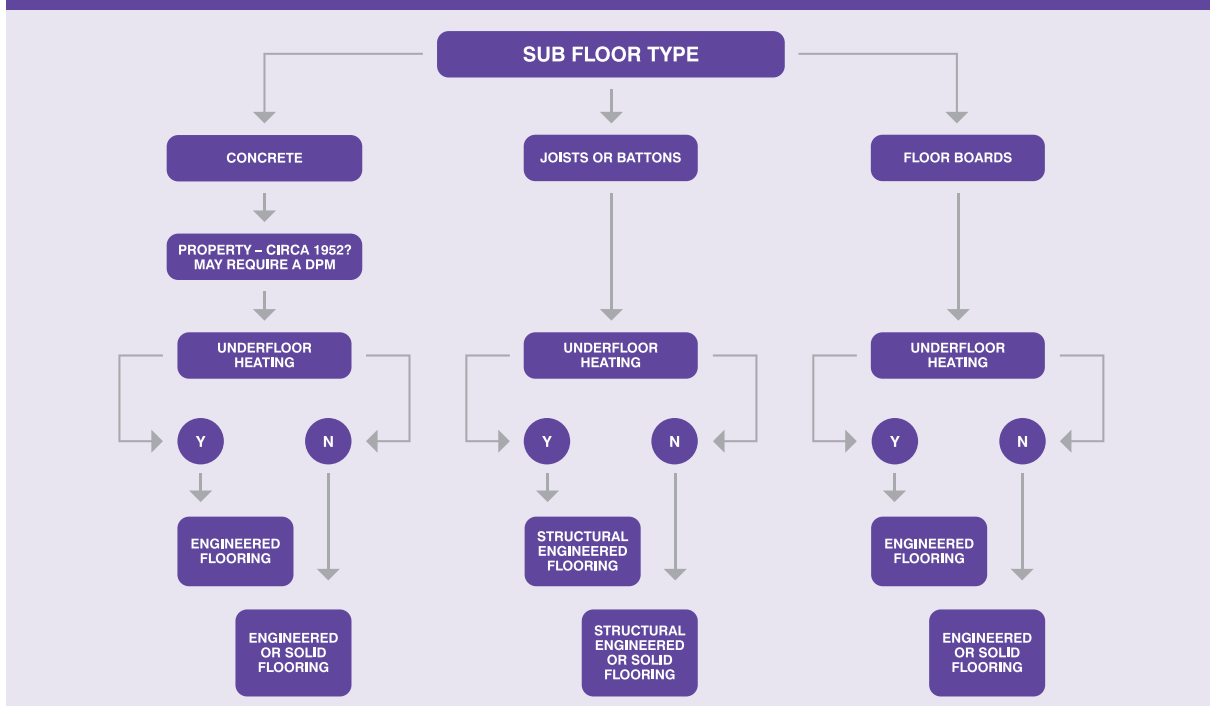 SUB FLOOR TYPE
CONCRETE
JOISTS OR BATTONS
FLOOR BOARDS
PROPERTY – CIRCA 1952?
MAY REQUIRE A DPM
UNDERFLOOR
HEATING
UNDERFLOOR
HEATING
UNDERFLOOR
HEATING
Y
N
Y
N
Y
N
ENGINEERED
FLOORING
STRUCTURAL
ENGINEERED
FLOORING
ENGINEERED
FLOORING
ENGINEERED
OR SOLID
FLOORING
STRUCTURAL
ENGINEERED
OR SOLID
FLOORING
ENGINEERED
OR SOLID
FLOORING